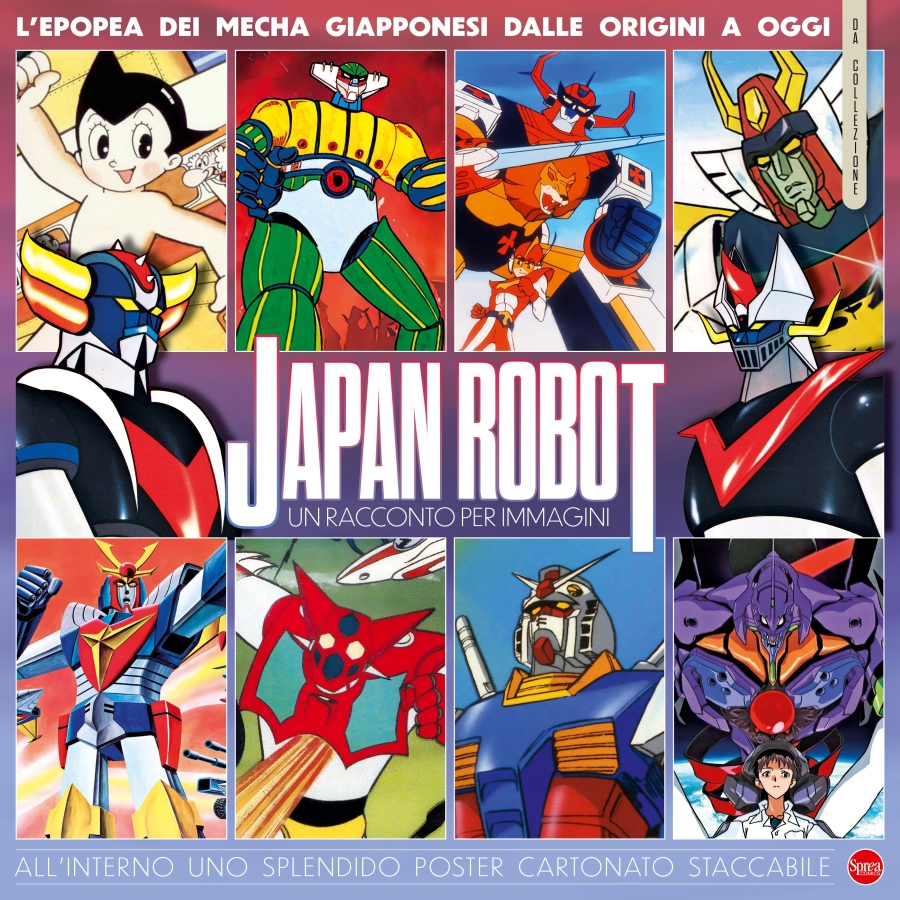 L'EPOPEA DEI MECHA GIAPPONESI DALLE ORIGINI A OGGI
DA COLLEZIONE
JAPAN ROBOT
UN RACCONTO PER IMMAGINI
ALL'INTERNO UNO SPLENDIDO POSTER CARTONATO STACCABILE
Sprea
COMICS